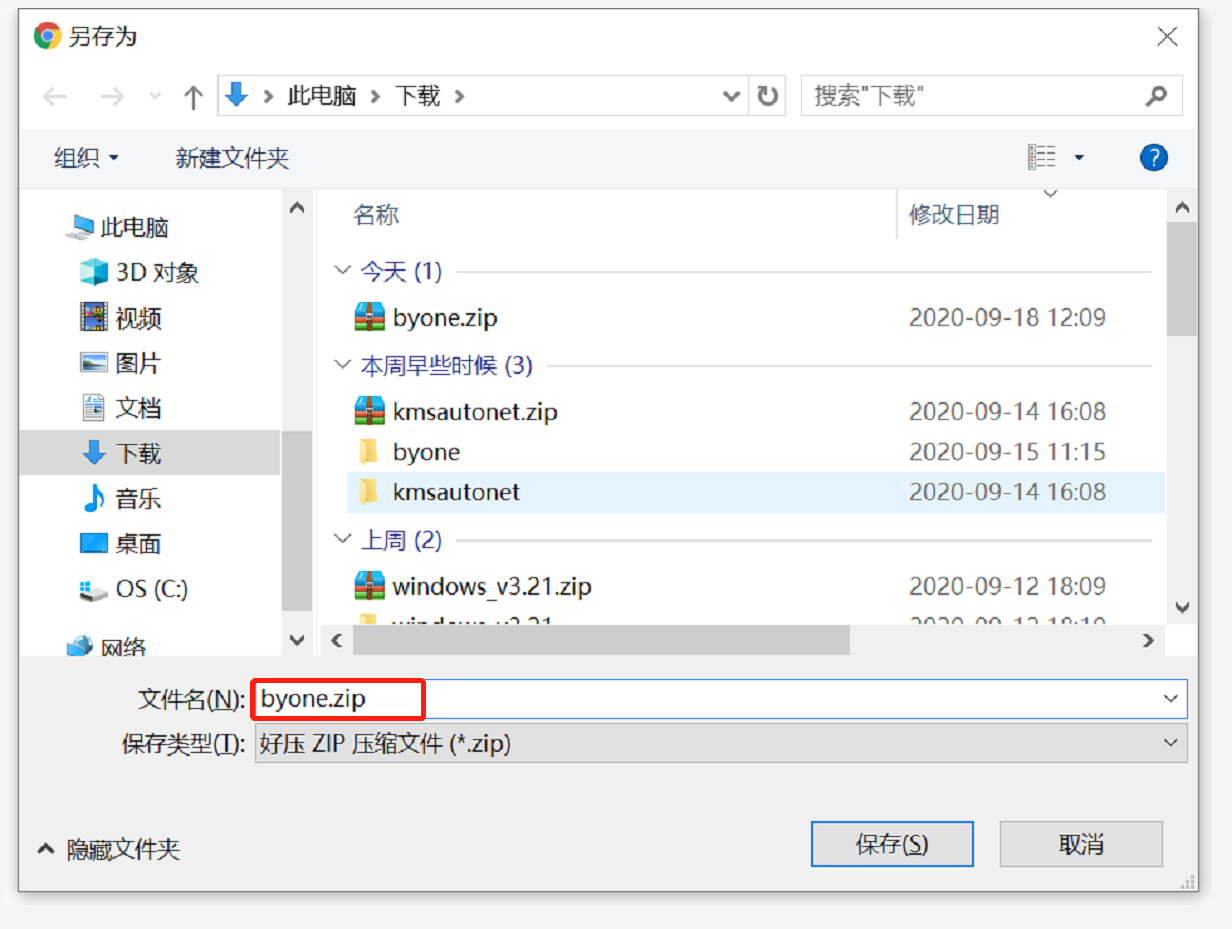 另存为
此电脑 下载 搜索"下载"
组织 新建文件夹 ?
此电脑
3D 对象
视频
图片
文档
下载
音乐
桌面
OS (C:)
网络
名称 修改日期
今天 (1)
byone.zip 2020-09-18 12:09
本周早些时候 (3)
kmsautonet.zip 2020-09-14 16:08
byone 2020-09-15 11:15
kmsautonet 2020-09-14 16:08
上周 (2)
windows_v3.21.zip 2020-09-12 18:09
文件名(N): byone.zip
保存类型(T): 好压 ZIP 压缩文件 (*.zip)
隐藏文件夹 保存(S) 取消